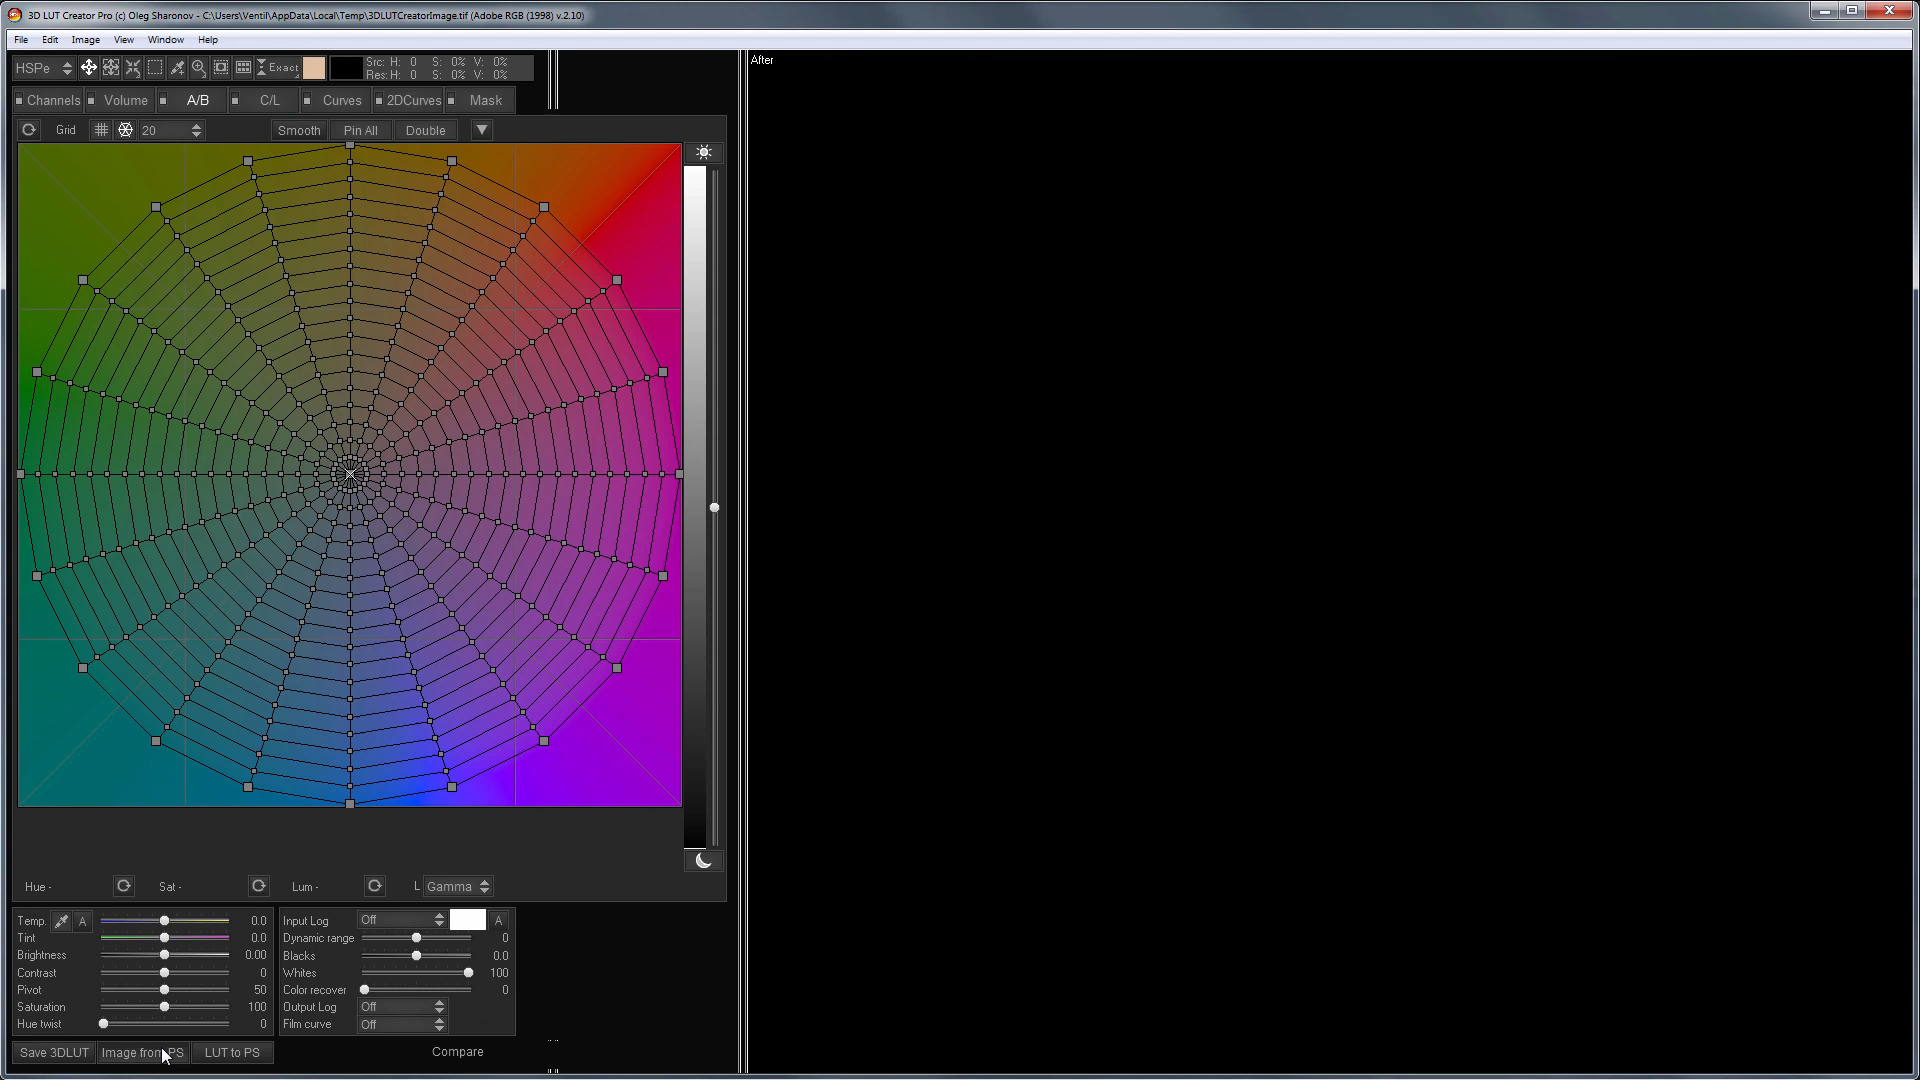 3D LUT Creator Pro (c) Oleg Sharonov - C:\Users\Ventil\AppData\Local\Temp\3DLUTCreatorImage.tif (Adobe RGB (1998) v.2.10)
File Edit Image View Window Help
HSPe Exact Src: H: 0 S: 0% V: 0%
Res: H: 0 S: 0% V: 0%
After
Channels Volume A/B C/L Curves 2DCurves Mask
Grid 20 Smooth Pin All Double
Hue - Sat - Lum - L Gamma
Temp. A 0.0 Input Log Off A
Tint 0.0 Dynamic range 0
Brightness 0.00 Blacks 0.0
Contrast 0 Whites 100
Pivot 50 Color recover 0
Saturation 100 Output Log Off
Hue twist 0 Film curve Off
Save 3DLUT Image from PS LUT to PS Compare